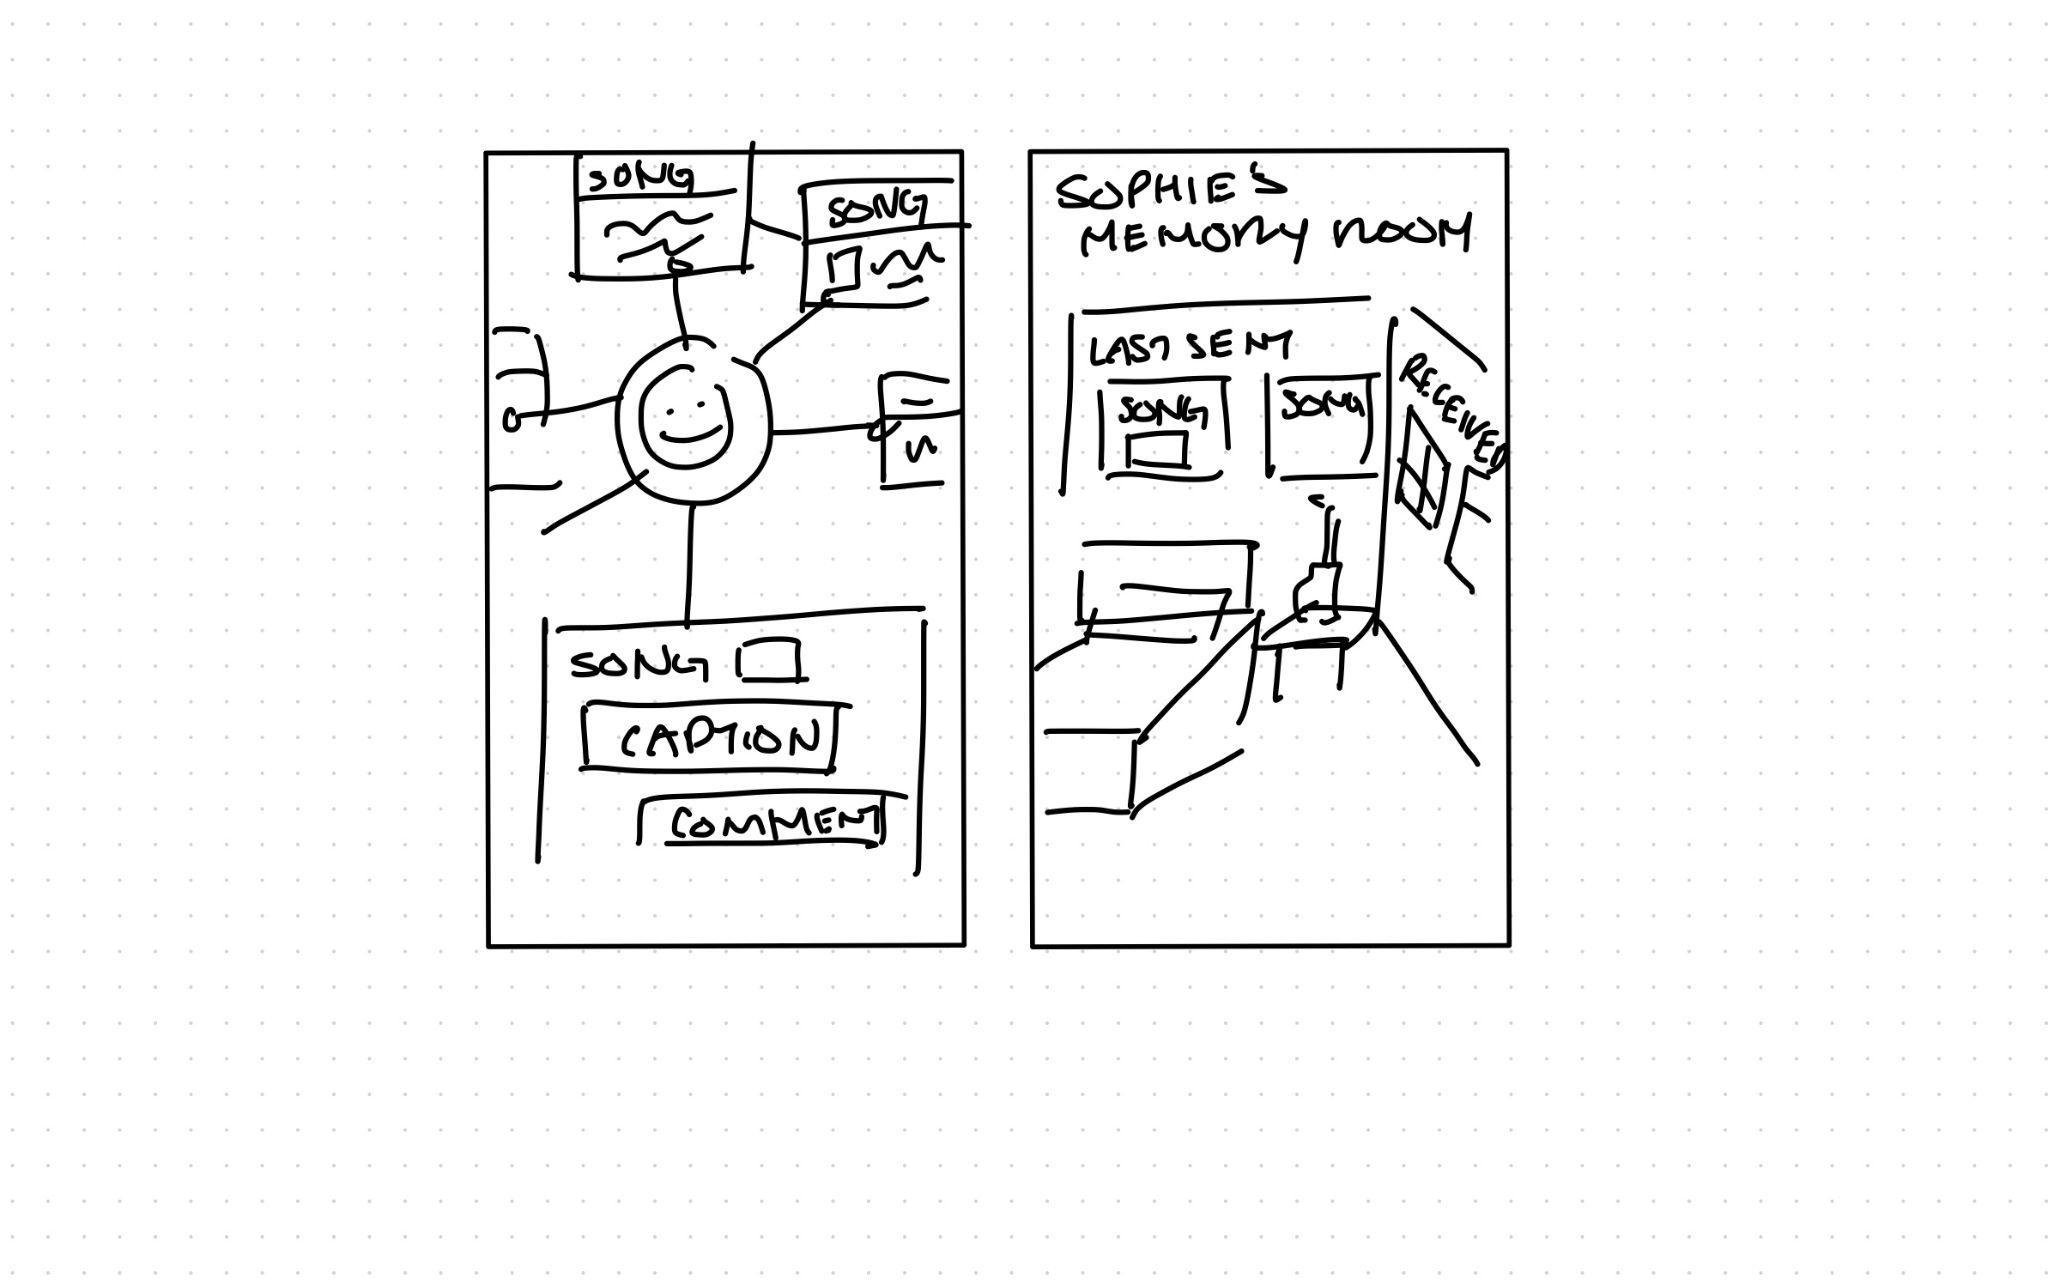 SONG
SONG
SONG
CAPTION
COMMENT
SOPHIE'S
MEMORY ROOM
LAST SENT
SONG
SONG
RECEIVED